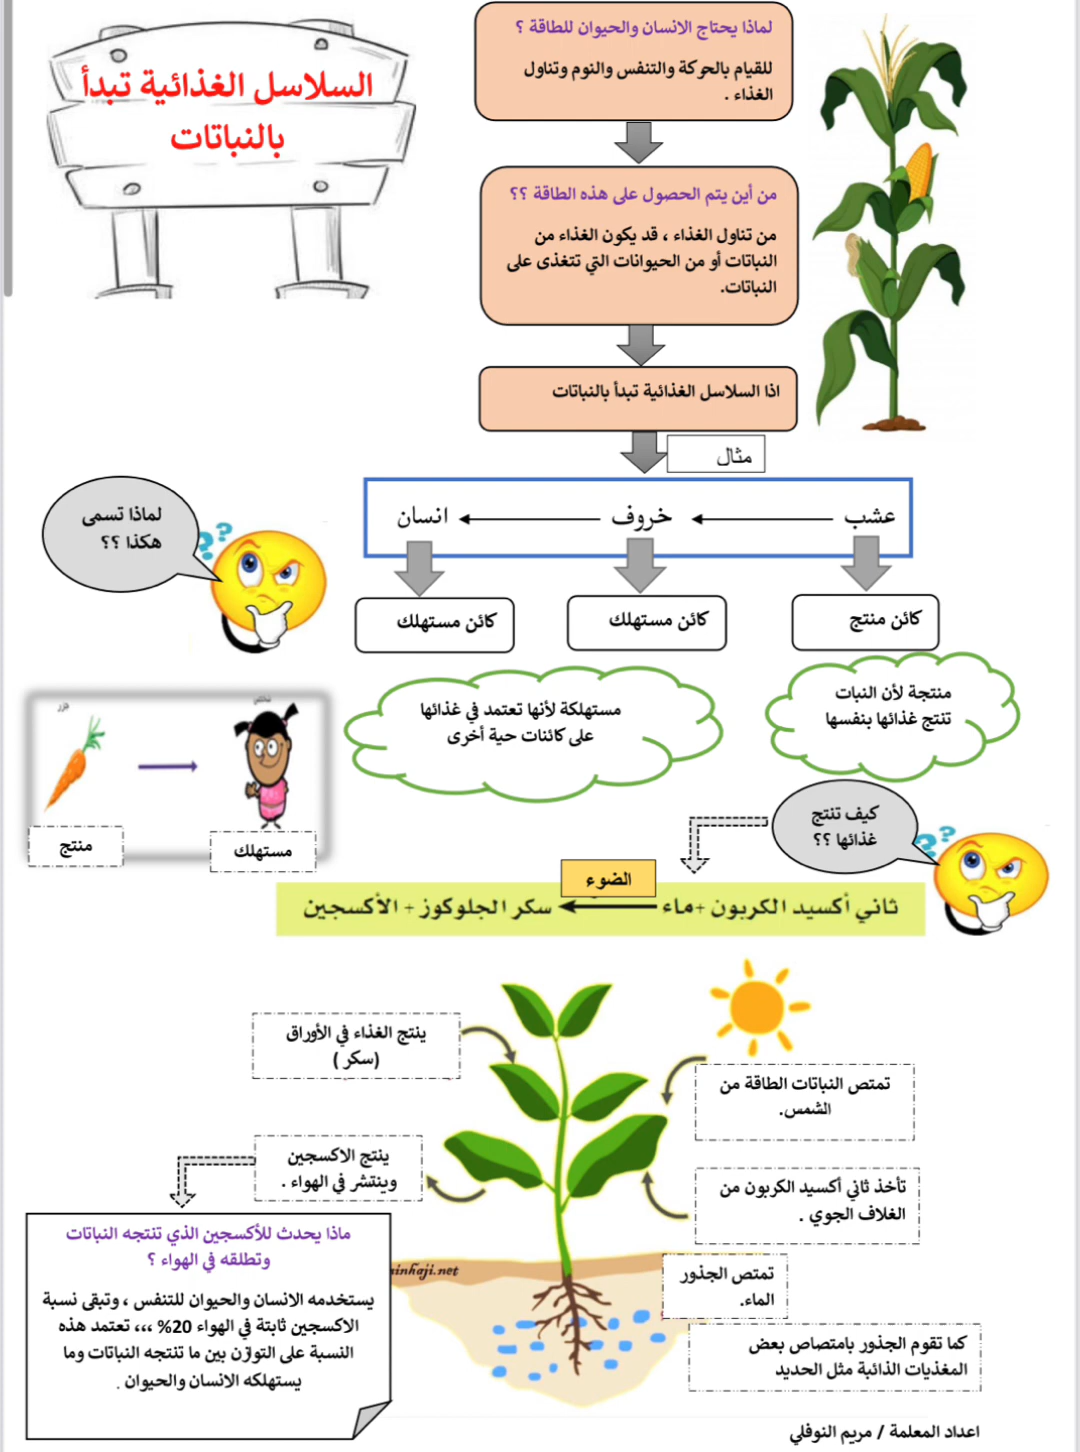 السلاسل الغذائية تبدأ
بالنباتات
لماذا يحتاج الانسان والحيوان للطاقة ؟
للقيام بالحركة والتنفس والنوم وتناول
الغذاء .
من أين يتم الحصول على هذه الطاقة ؟؟
من تناول الغذاء ، قد يكون الغذاء من
النباتات أو من الحيوانات التي تتغذى على
النباتات.
اذا السلاسل الغذائية تبدأ بالنباتات
مثال
عشب
خروف
انسان
لماذا تسمى
هكذا ؟؟
كائن منتج
كائن مستهلك
كائن مستهلك
منتجة لأن النبات
تنتج غذائها بنفسها
مستهلكة لأنها تعتمد في غذائها
على كائنات حية أخرى
مستهلك
منتج
كيف تنتج
غذائها ؟؟
الضوء
ثاني أكسيد الكربون +ماء
سكر الجلوكوز + الأكسجين
ينتج الغذاء في الأوراق
(سكر )
تمتص النباتات الطاقة من
الشمس.
ينتج الاكسجين
وينتشر في الهواء .
تأخذ ثاني أكسيد الكربون من
الغلاف الجوي .
ماذا يحدث للأكسجين الذي تنتجه النباتات
وتطلقه في الهواء ؟
يستخدمه الانسان والحيوان للتنفس ، وتبقى نسبة
الاكسجين ثابتة في الهواء 20% ،،، تعتمد هذه
النسبة على التوازن بين ما تنتجه النباتات وما
يستهلكه الانسان والحيوان .
inhaji.net
تمتص الجذور
الماء.
كما تقوم الجذور بامتصاص بعض
المغذيات الذائبة مثل الحديد
اعداد المعلمة / مريم النوفلي